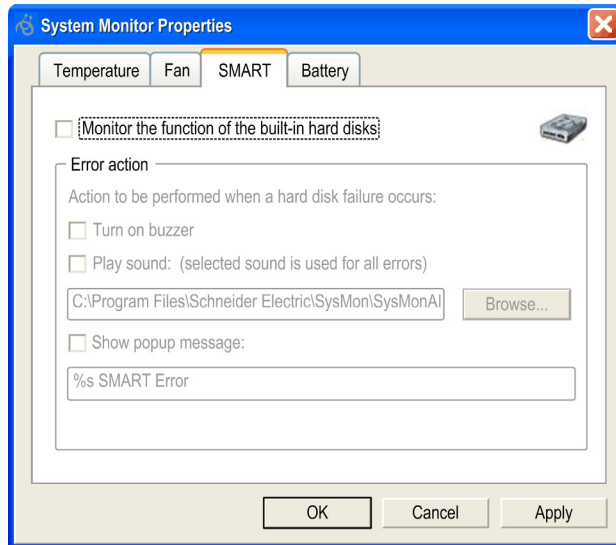 System Monitor Properties
Temperature Fan SMART Battery
Monitor the function of the built-in hard disks
Error action
Action to be performed when a hard disk failure occurs:
Turn on buzzer
Play sound: (selected sound is used for all errors)
C:\Program Files\Schneider Electric\SysMon\SysMonAl Browse...
Show popup message:
%s SMART Error
OK Cancel Apply